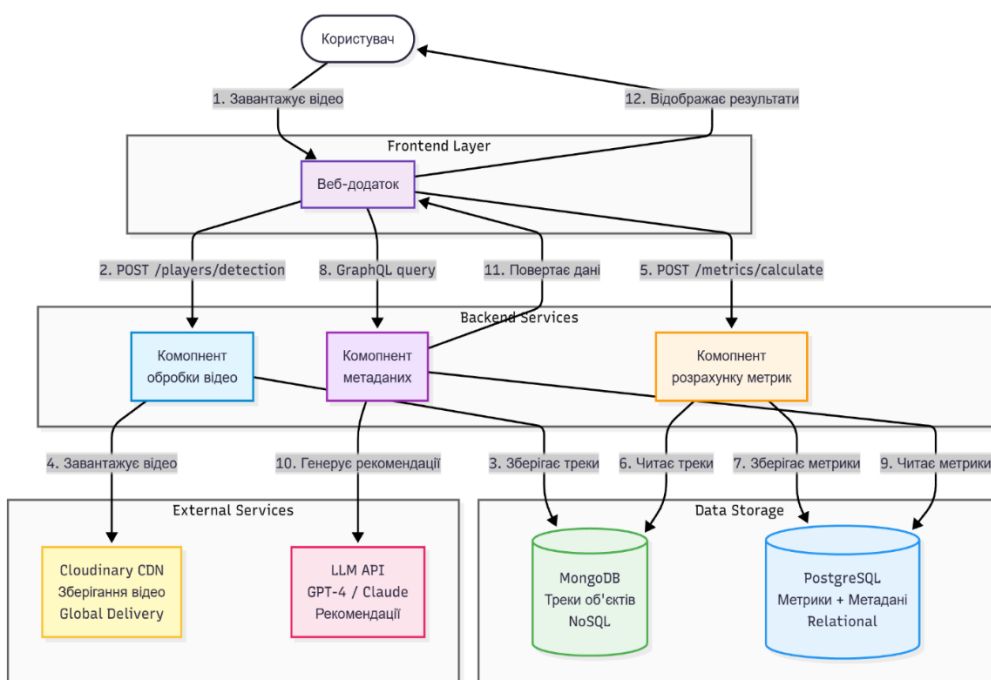 Користувач
1. Завантажує відео
12. Відображає результати
Frontend Layer
Веб-додаток
2. POST /players/detection
8. GraphQL query
11. Повертає дані
5. POST /metrics/calculate
Backend Services
Комопнент
обробки відео
Комопнент
метаданих
Комопнент
розрахунку метрик
4. Завантажує відео
10. Генерує рекомендації
3. Зберігає треки
6. Читає треки
7. Зберігає метрики
9. Читає метрики
External Services
Data Storage
Cloudinary CDN
Зберігання відео
Global Delivery
LLM API
GPT-4 / Claude
Рекомендації
MongoDB
Треки об'єктів
NoSQL
PostgreSQL
Метрики + Метадані
Relational